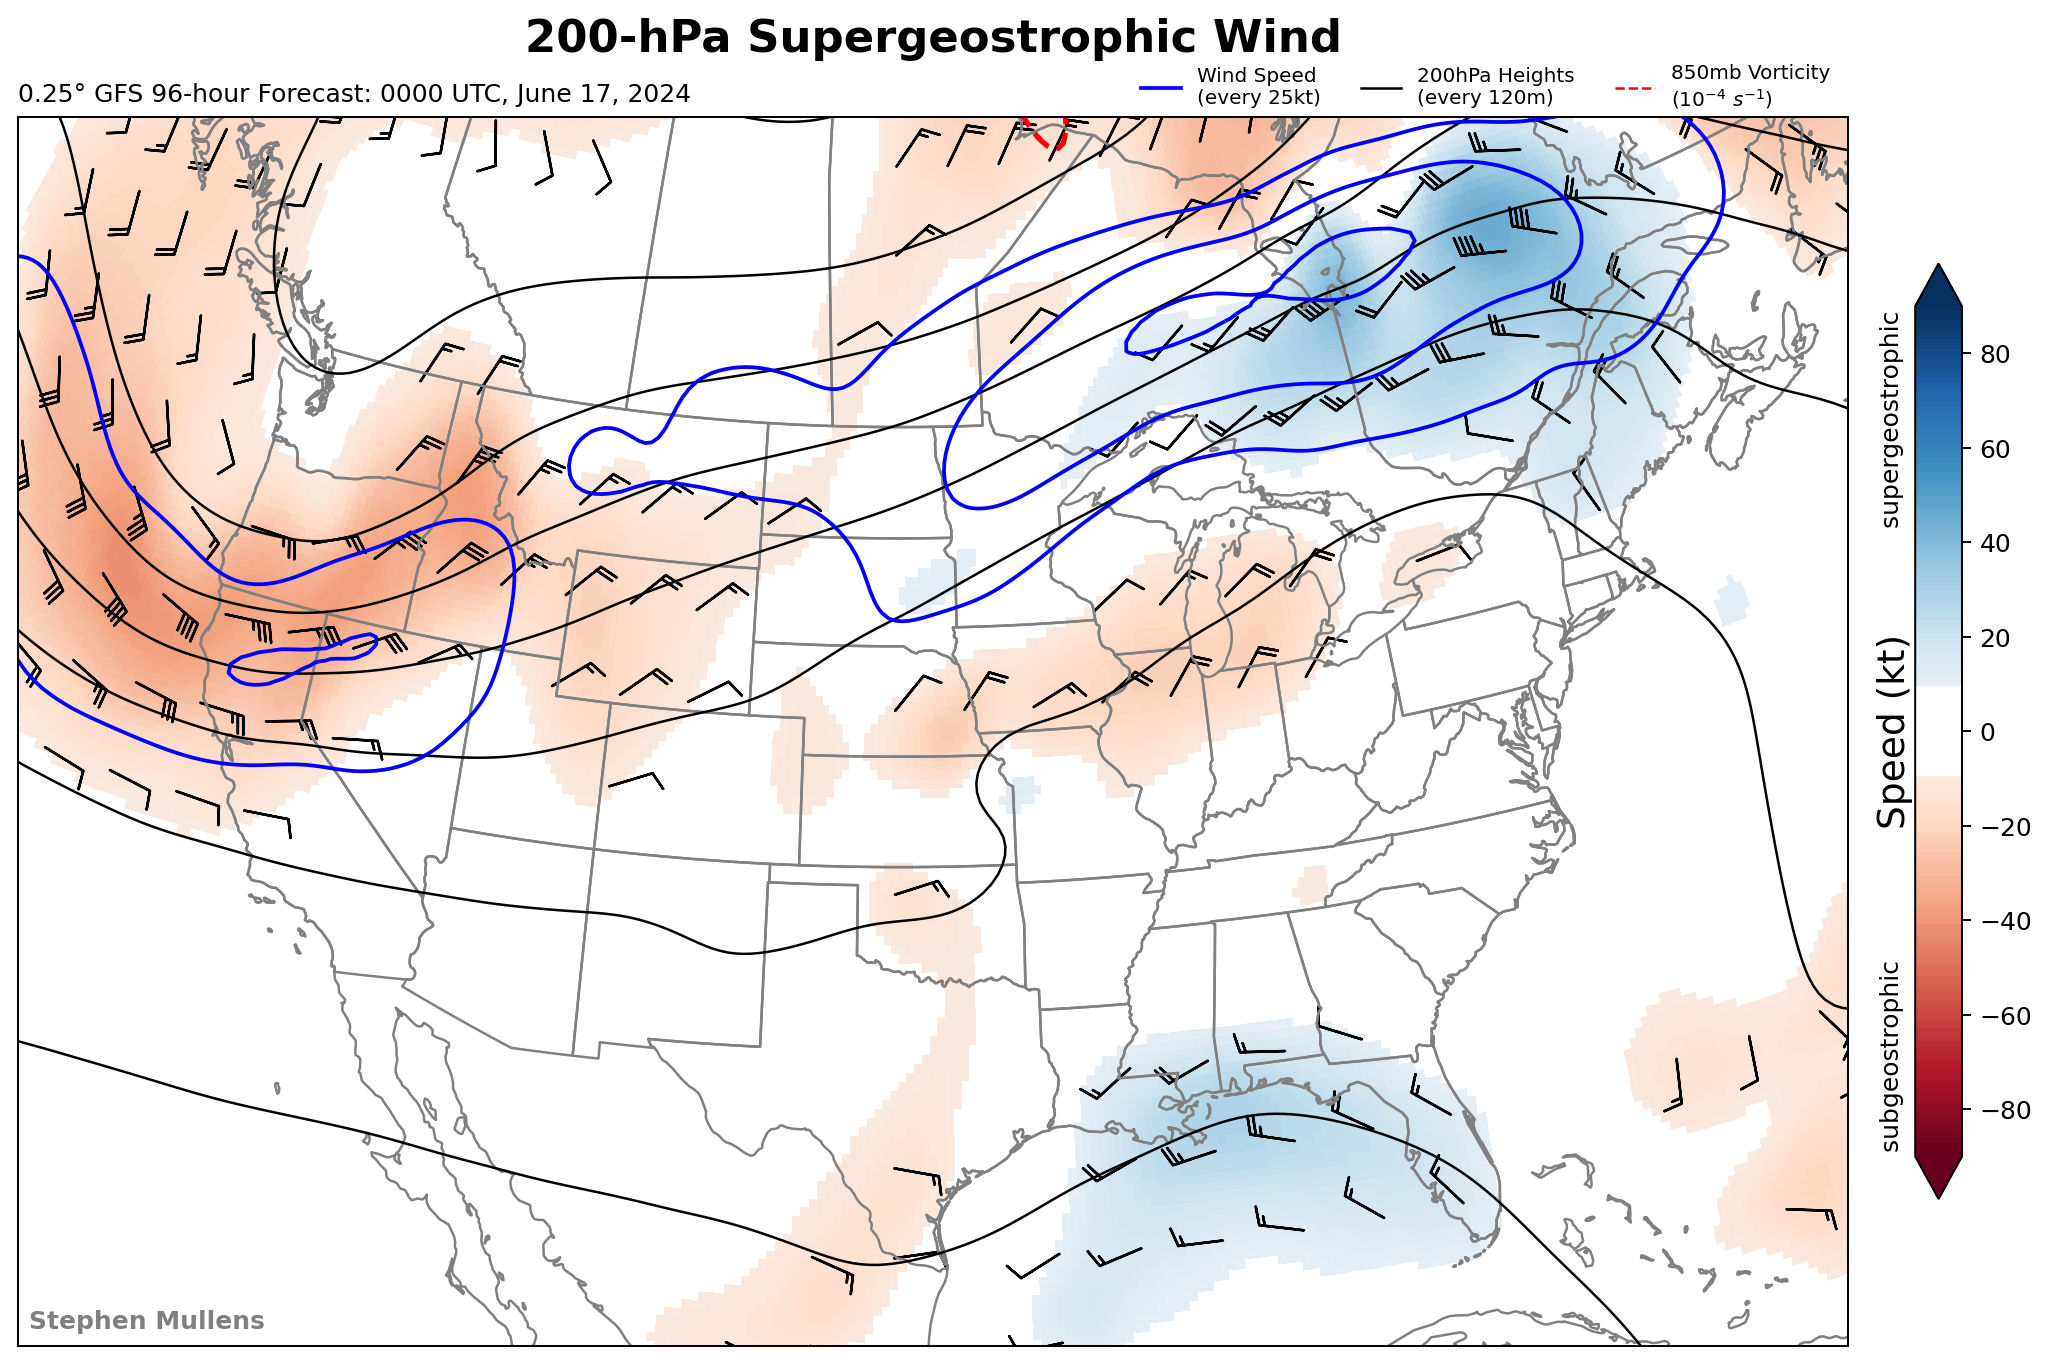 200-hPa Supergeostrophic Wind
0.25° GFS 96-hour Forecast: 0000 UTC, June 17, 2024
Wind Speed
(every 25kt)
200hPa Heights
(every 120m)
850mb Vorticity
(10⁻⁴ s⁻¹)
supergeostrophic
Speed (kt)
subgeostrophic
80
60
40
20
0
−20
−40
−60
−80
Stephen Mullens